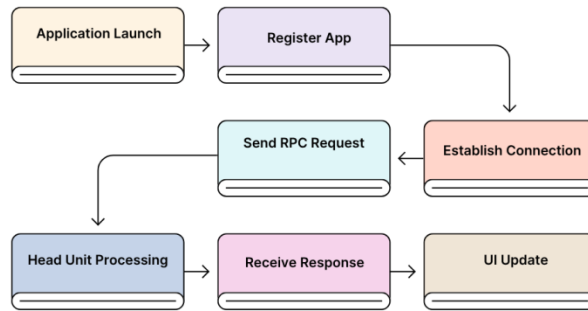 Application Launch
Register App
Establish Connection
Send RPC Request
Head Unit Processing
Receive Response
UI Update